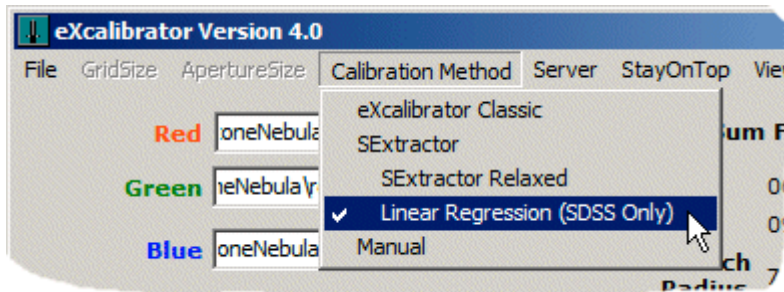 eXcalibrator Version 4.0
File GridSize ApertureSize Calibration Method Server StayOnTop
eXcalibrator Classic
Red
SExtractor
SExtractor Relaxed
Green
Linear Regression (SDSS Only)
Blue
Manual